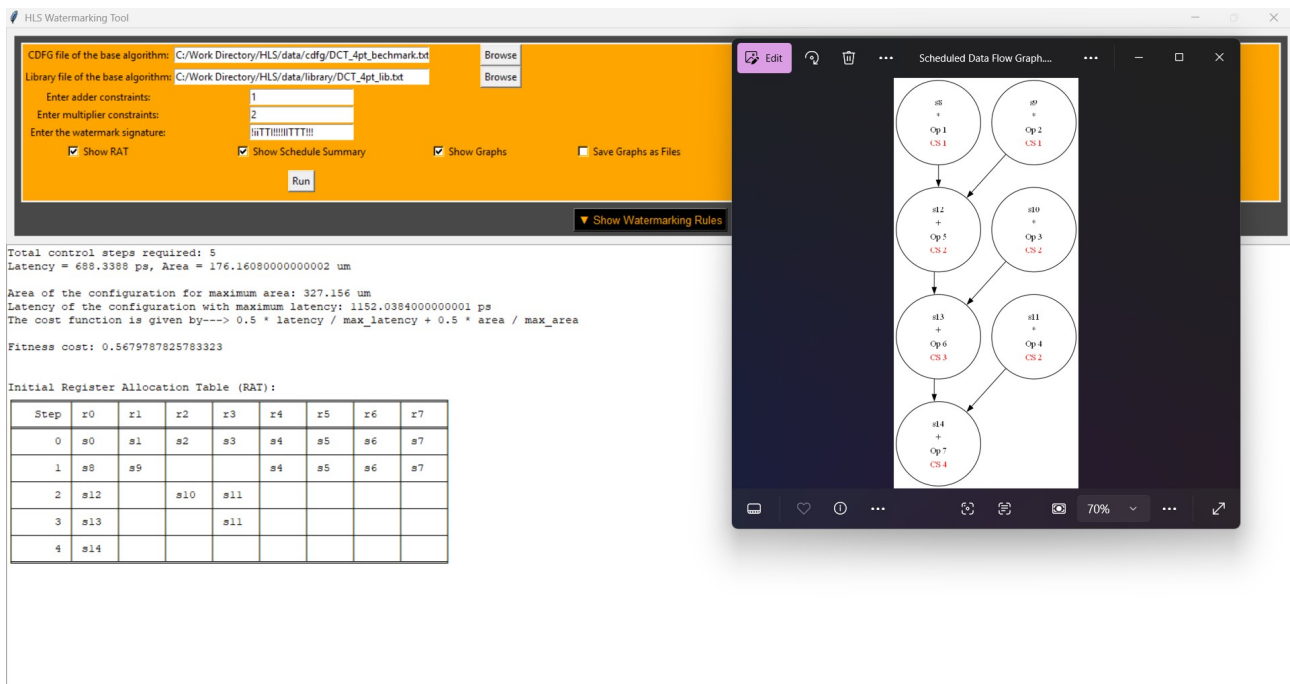 HLS Watermarking Tool
CDFG file of the base algorithm: C:/Work Directory/HLS/data/cdfg/DCT_4pt_bechmark.txt Browse
Library file of the base algorithm: C:/Work Directory/HLS/data/library/DCT_4pt_lib.txt Browse
Enter adder constraints: 1
Enter multiplier constraints: 2
Enter the watermark signature:
Show RAT Show Schedule Summary Show Graphs Save Graphs as Files
Run
▼ Show Watermarking Rules
Total control steps required: 5
Latency = 688.3388 ps, Area = 176.16080000000002 um
Area of the configuration for maximum area: 327.156 um
Latency of the configuration with maximum latency: 1152.0384000000001 ps
The cost function is given by---> 0.5 * latency / max_latency + 0.5 * area / max_area
Fitness cost: 0.5679787825783323
Initial Register Allocation Table (RAT):
Step r0 r1 r2 r3 r4 r5 r6 r7
0 s0 s1 s2 s3 s4 s5 s6 s7
1 s8 s9 s4 s5 s6 s7
2 s12 s10 s11
3 s13 s11
4 s14
Edit ... Scheduled Data Flow Graph.... ...
s8 s9
* *
Op 1 Op 2
CS 1 CS 1
s12 s10
+ *
Op 5 Op 3
CS 2 CS 2
s13 s11
+ *
Op 6 Op 4
CS 3 CS 2
s14
+
Op 7
CS 4
... 70% ...